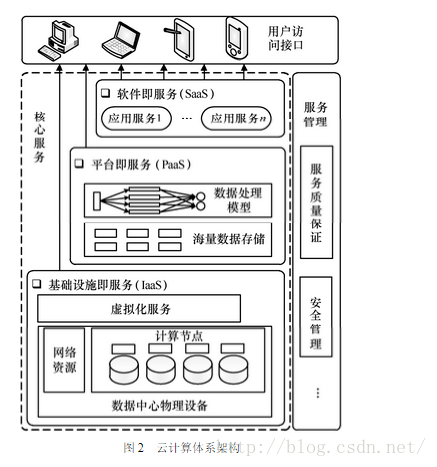 用户访
问接口
核心服务
❑ 软件即服务(SaaS)
应用服务1 … 应用服务n
❑ 平台即服务(PaaS)
数据处理
模型
海量数据存储
❑ 基础设施即服务(IaaS)
虚拟化服务
网络
资源
计算节点
数据中心物理设备
服务
管理
服务质量保证
安全管理
…
图2 云计算体系架构
http://blog.csdn.net/